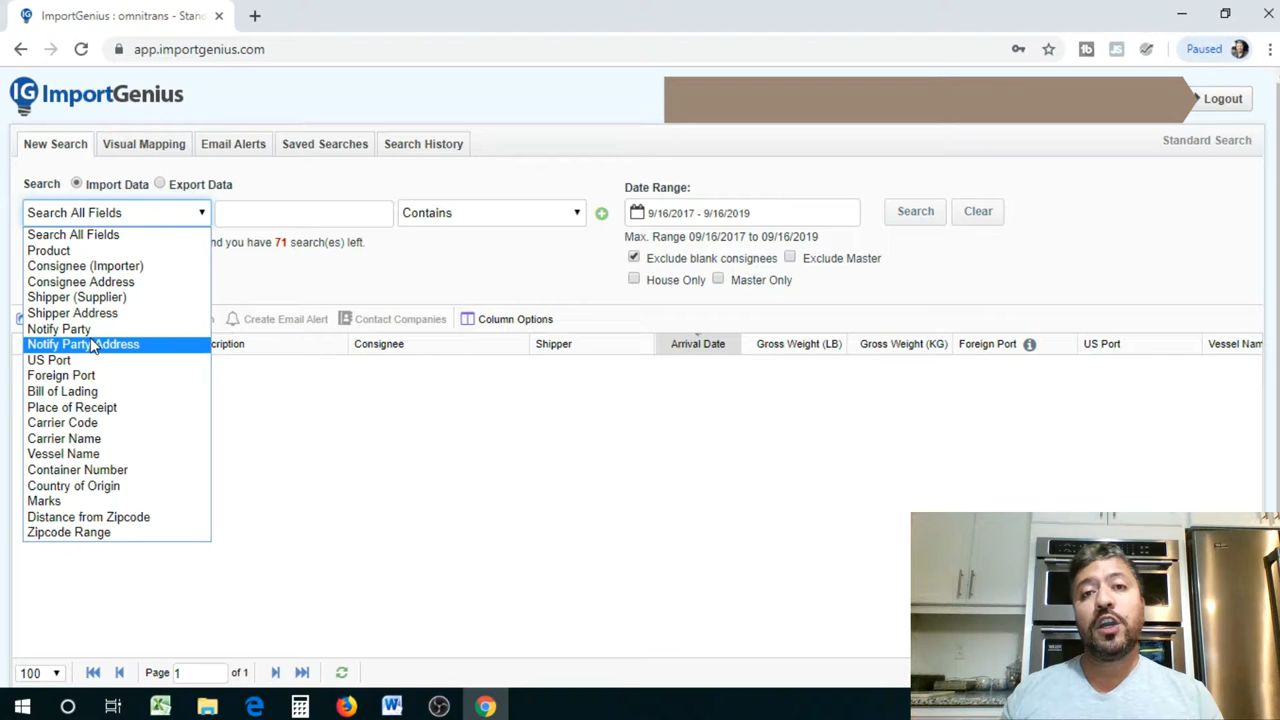 ImportGenius : omnitrans - Stand
app.importgenius.com
Paused
IG ImportGenius
Logout
New Search
Visual Mapping
Email Alerts
Saved Searches
Search History
Standard Search
Search
Import Data
Export Data
Date Range:
Search All Fields
Contains
9/16/2017 - 9/16/2019
Search
Clear
Max. Range 09/16/2017 to 09/16/2019
nd you have 71 search(es) left.
Exclude blank consignees
Exclude Master
House Only
Master Only
Search All Fields
Product
Consignee (Importer)
Consignee Address
Shipper (Supplier)
Shipper Address
Notify Party
Notify Party Address
US Port
Foreign Port
Bill of Lading
Place of Receipt
Carrier Code
Carrier Name
Vessel Name
Container Number
Country of Origin
Marks
Distance from Zipcode
Zipcode Range
Create Email Alert
Contact Companies
Column Options
cription
Consignee
Shipper
Arrival Date
Gross Weight (LB)
Gross Weight (KG)
Foreign Port
US Port
Vessel Nam
100
Page 1 of 1